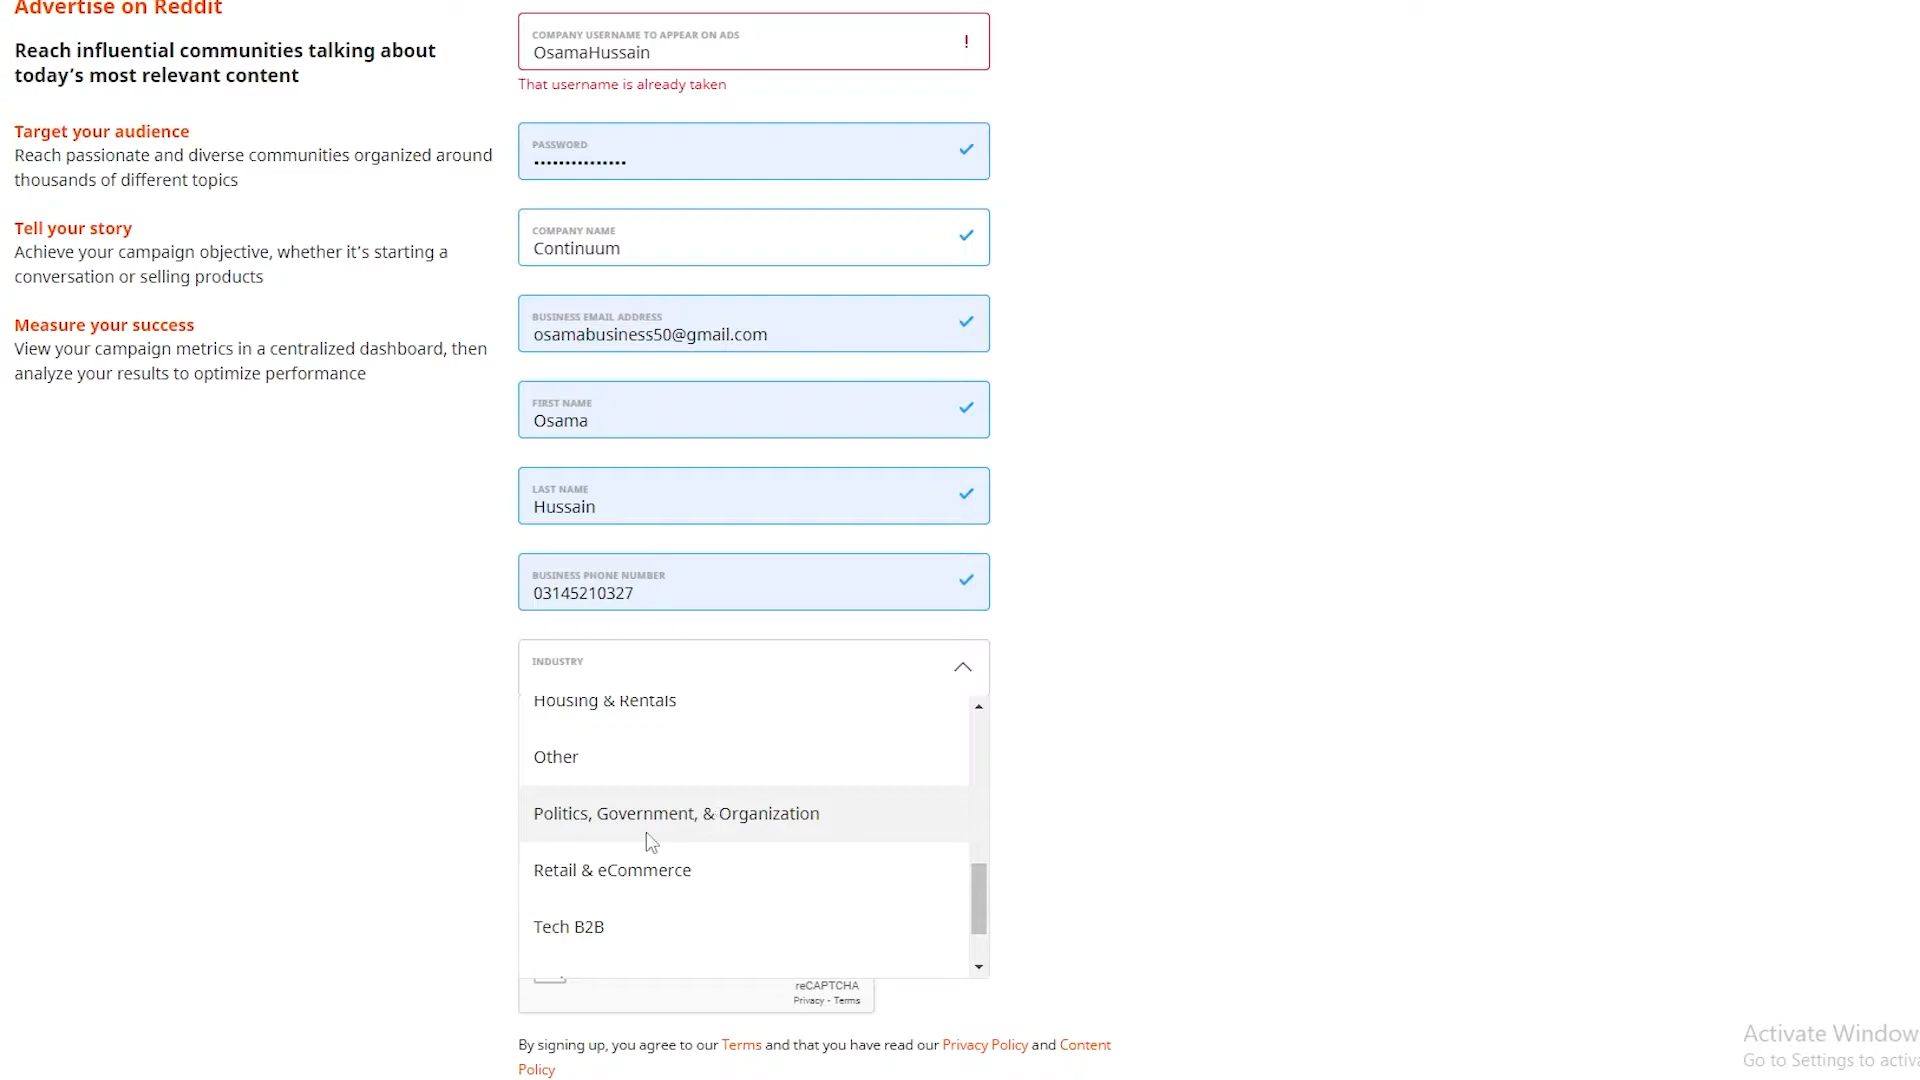 Advertise on Reddit
Reach influential communities talking about
today's most relevant content
Target your audience
Reach passionate and diverse communities organized around
thousands of different topics
Tell your story
Achieve your campaign objective, whether it's starting a
conversation or selling products
Measure your success
View your campaign metrics in a centralized dashboard, then
analyze your results to optimize performance
COMPANY USERNAME TO APPEAR ON ADS
OsamaHussain
!
That username is already taken
PASSWORD
•••••••••••••••
COMPANY NAME
Continuum
BUSINESS EMAIL ADDRESS
osamabusiness50@gmail.com
FIRST NAME
Osama
LAST NAME
Hussain
BUSINESS PHONE NUMBER
03145210327
INDUSTRY
Housing & Rentals
Other
Politics, Government, & Organization
Retail & eCommerce
Tech B2B
reCAPTCHA
Privacy - Terms
By signing up, you agree to our Terms and that you have read our Privacy Policy and Content
Policy
Activate Window
Go to Settings to activa